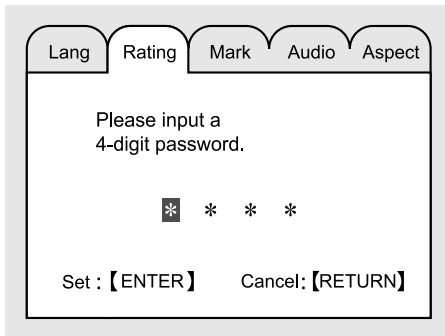 Lang Rating Mark Audio Aspect
Please input a
4-digit password.
* * * *
Set :【ENTER】 Cancel:【RETURN】